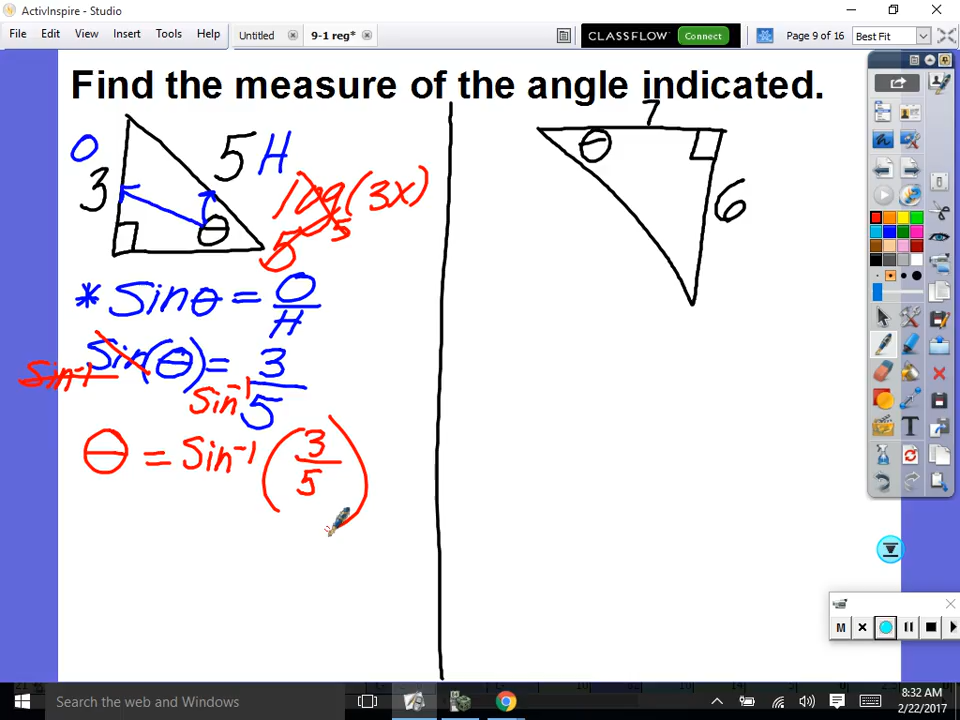 ActivInspire - Studio
File Edit View Insert Tools Help
Untitled
9-1 reg*
CLASSFLOW Connect
Page 9 of 16
Best Fit
Find the measure of the angle indicated.
O
3
5 H
θ
log(3x)
5
5
* Sinθ = O/H
Sin(θ) = 3/5
Sin⁻¹
Sin⁻¹
θ = Sin⁻¹(3/5)
7
θ
6
M
Search the web and Windows
8:32 AM
2/22/2017